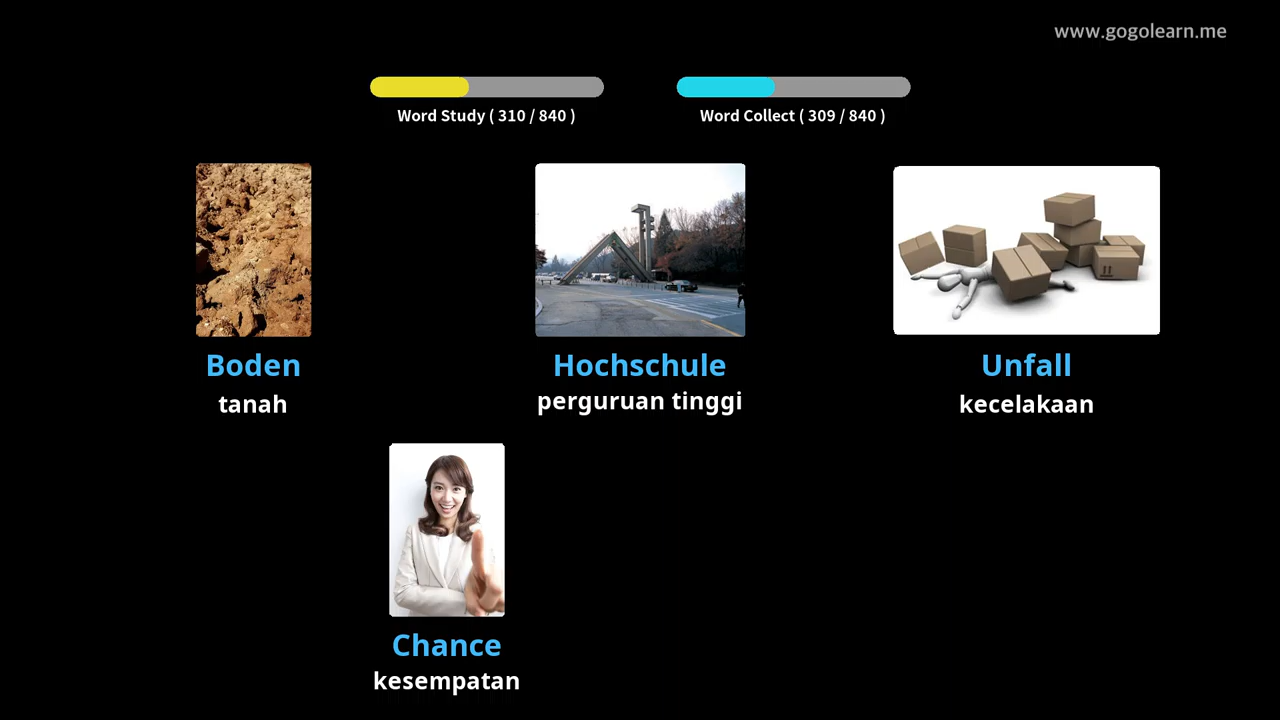 www.gogolearn.me
Word Study ( 310 / 840 )
Word Collect ( 309 / 840 )
Boden
tanah
Hochschule
perguruan tinggi
Unfall
kecelakaan
Chance
kesempatan